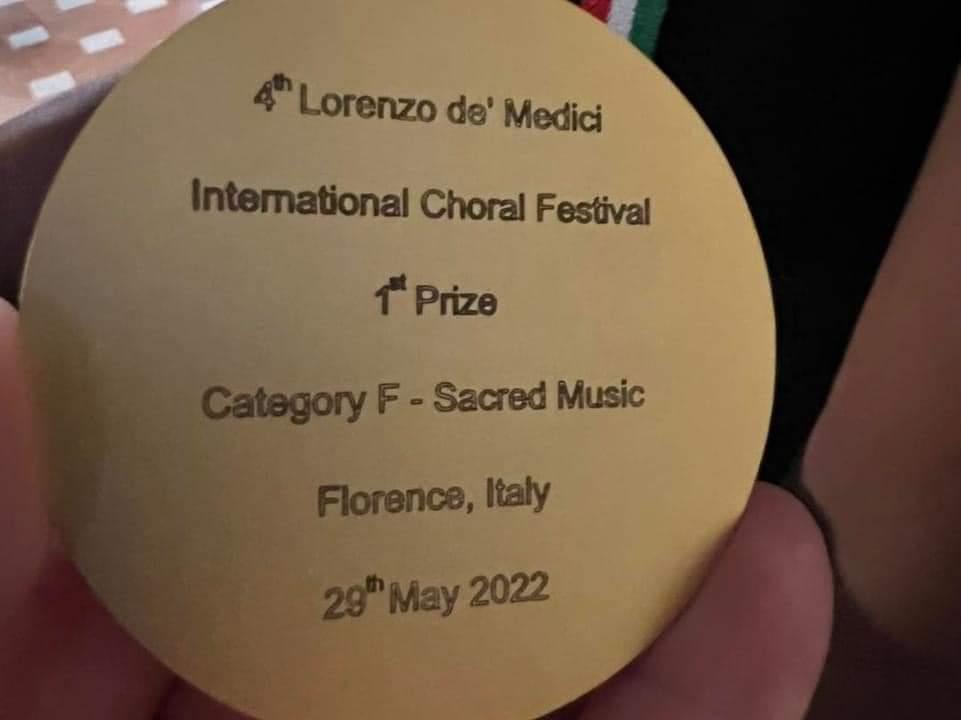 4th Lorenzo de' Medici
International Choral Festival
1st Prize
Category F - Sacred Music
Florence, Italy
29th May 2022